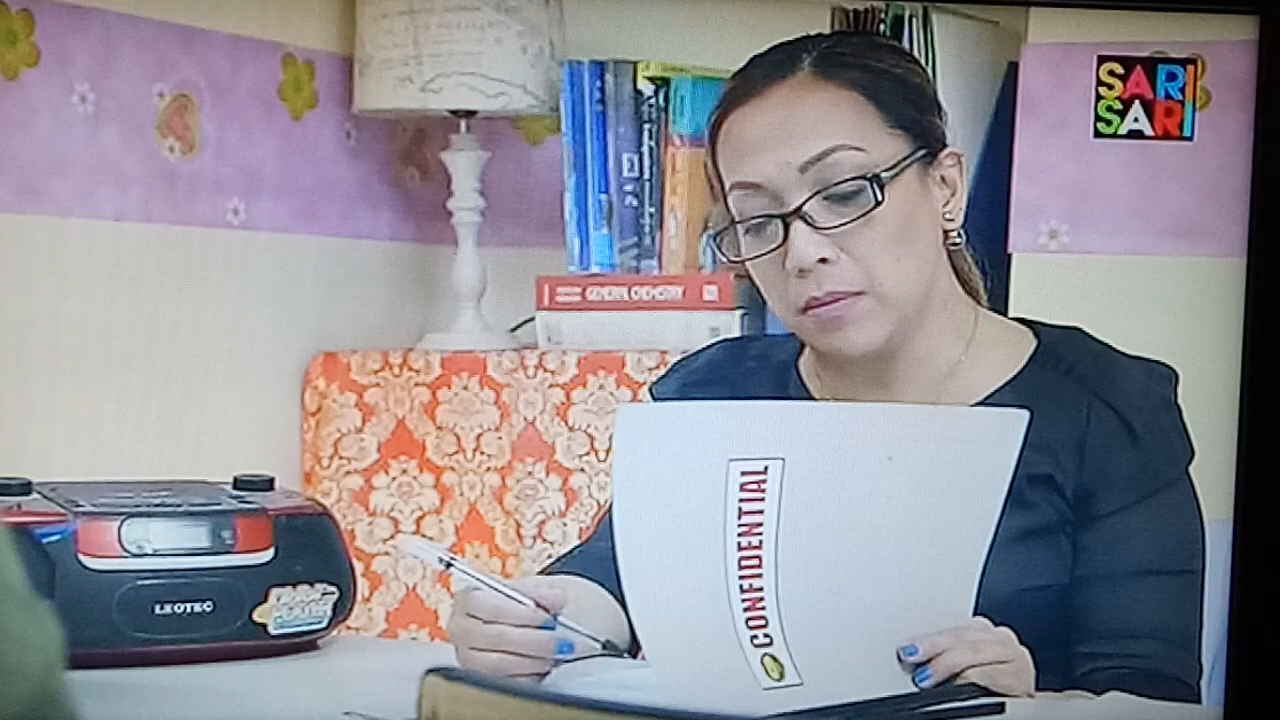 SARI
SARI
GENERAL CHEMISTRY
CONFIDENTIAL
LEOTEC